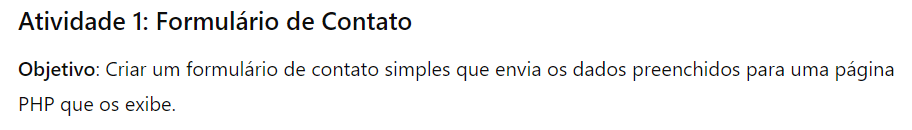 Atividade 1: Formulário de Contato
Objetivo: Criar um formulário de contato simples que envia os dados preenchidos para uma página
PHP que os exibe.